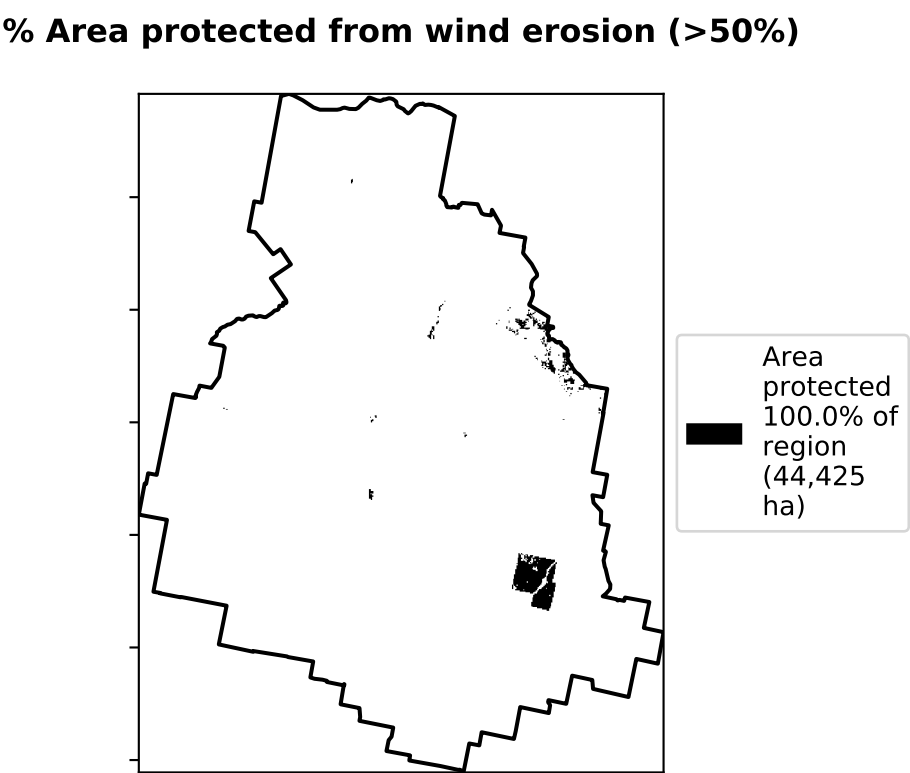 % Area protected from wind erosion (>50%)
Area
protected
100.0% of
region
(44,425
ha)